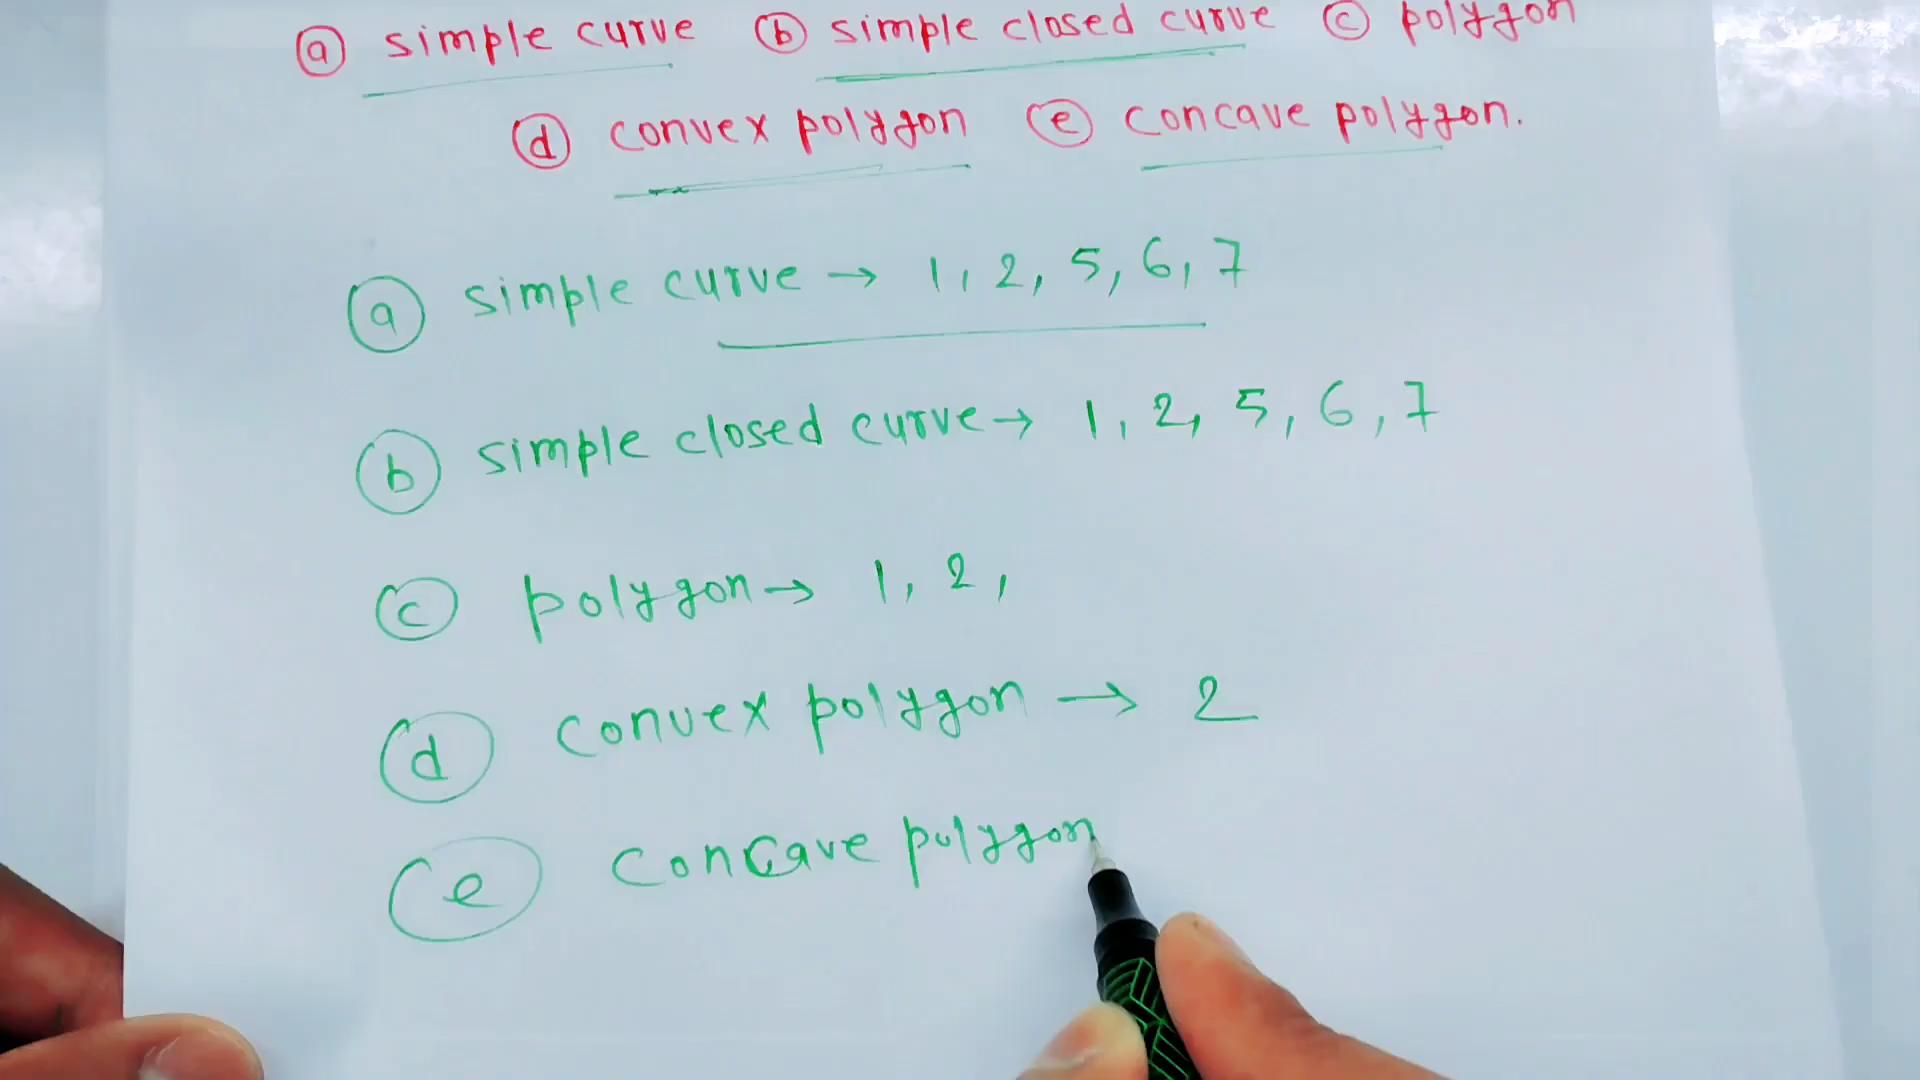 ⓐ simple curve ⓑ simple closed curve ⓒ polygon
ⓓ convex polygon ⓔ concave polygon.
ⓐ simple curve → 1, 2, 5, 6, 7
ⓑ simple closed curve → 1, 2, 5, 6, 7
ⓒ polygon → 1, 2,
ⓓ convex polygon → 2
ⓔ concave polygon